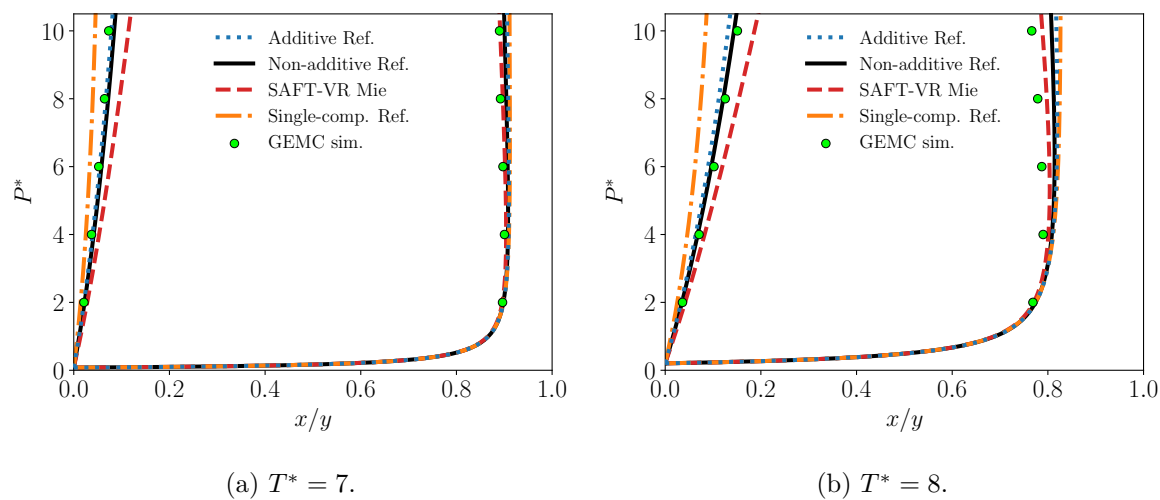 10
8
6
4
2
0
P*
Additive Ref.
Non-additive Ref.
SAFT-VR Mie
Single-comp. Ref.
GEMC sim.
0.0 0.2 0.4 0.6 0.8 1.0
x/y
(a) T* = 7.
10
8
6
4
2
0
P*
Additive Ref.
Non-additive Ref.
SAFT-VR Mie
Single-comp. Ref.
GEMC sim.
0.0 0.2 0.4 0.6 0.8 1.0
x/y
(b) T* = 8.